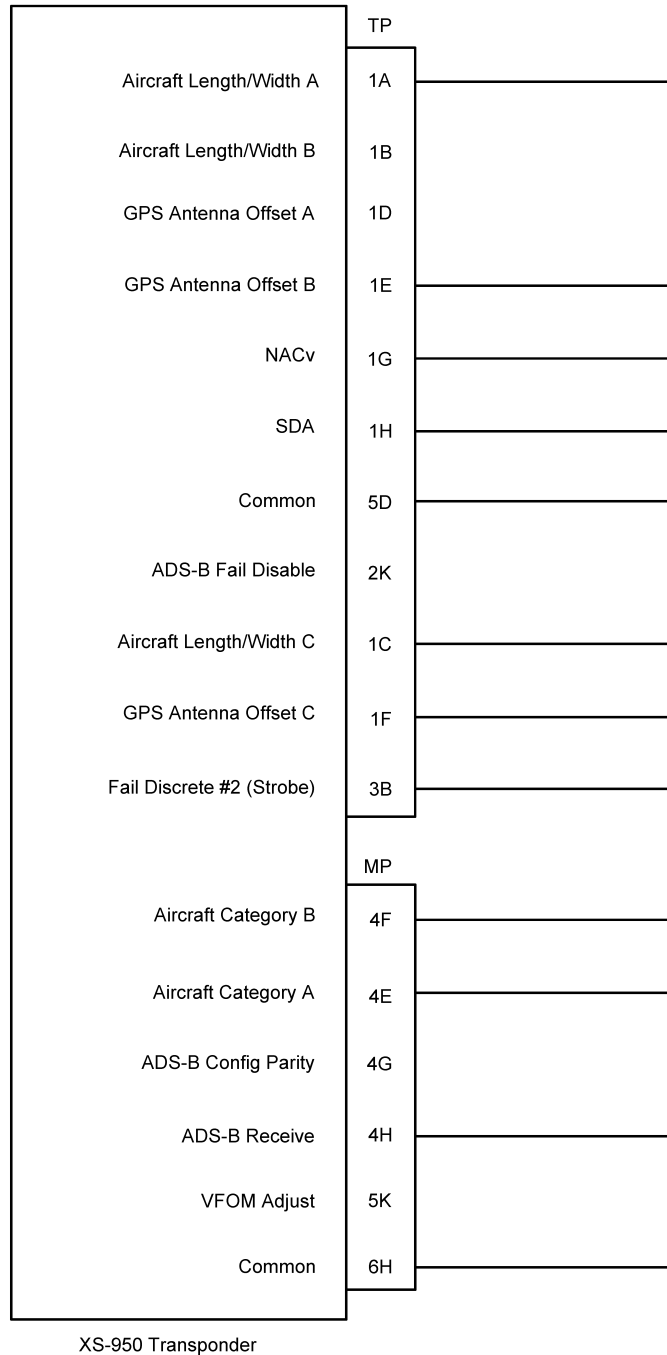 TP
Aircraft Length/Width A 1A
Aircraft Length/Width B 1B
GPS Antenna Offset A 1D
GPS Antenna Offset B 1E
NACv 1G
SDA 1H
Common 5D
ADS-B Fail Disable 2K
Aircraft Length/Width C 1C
GPS Antenna Offset C 1F
Fail Discrete #2 (Strobe) 3B
MP
Aircraft Category B 4F
Aircraft Category A 4E
ADS-B Config Parity 4G
ADS-B Receive 4H
VFOM Adjust 5K
Common 6H
XS-950 Transponder